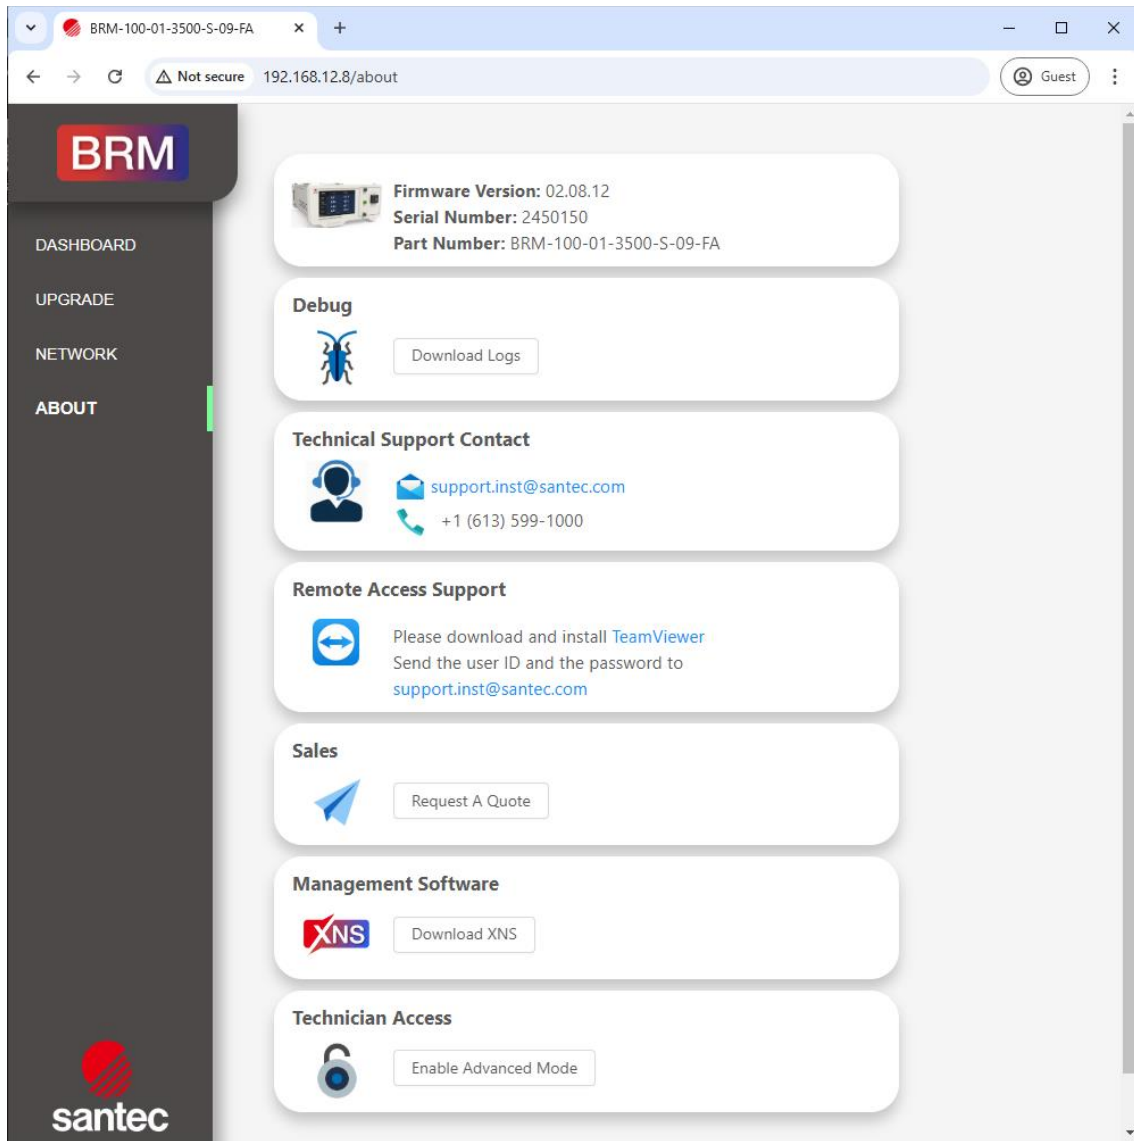 BRM-100-01-3500-S-09-FA
Not secure 192.168.12.8/about
Guest
BRM
DASHBOARD
UPGRADE
NETWORK
ABOUT
santec
Firmware Version: 02.08.12
Serial Number: 2450150
Part Number: BRM-100-01-3500-S-09-FA
Debug
Download Logs
Technical Support Contact
support.inst@santec.com
+1 (613) 599-1000
Remote Access Support
Please download and install TeamViewer
Send the user ID and the password to
support.inst@santec.com
Sales
Request A Quote
Management Software
XNS
Download XNS
Technician Access
Enable Advanced Mode